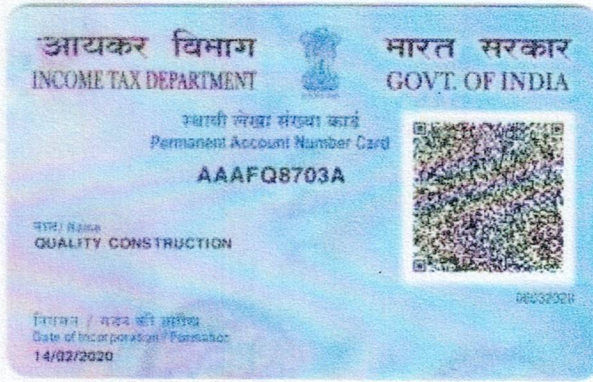 आयकर विभाग
INCOME TAX DEPARTMENT
भारत सरकार
GOVT. OF INDIA
स्थायी लेखा संख्या कार्ड
Permanent Account Number Card
AAAFQ8703A
नाम / Name
QUALITY CONSTRUCTION
06032020
निगमन / गठन की तारीख
Date of Incorporation / Formation
14/02/2020